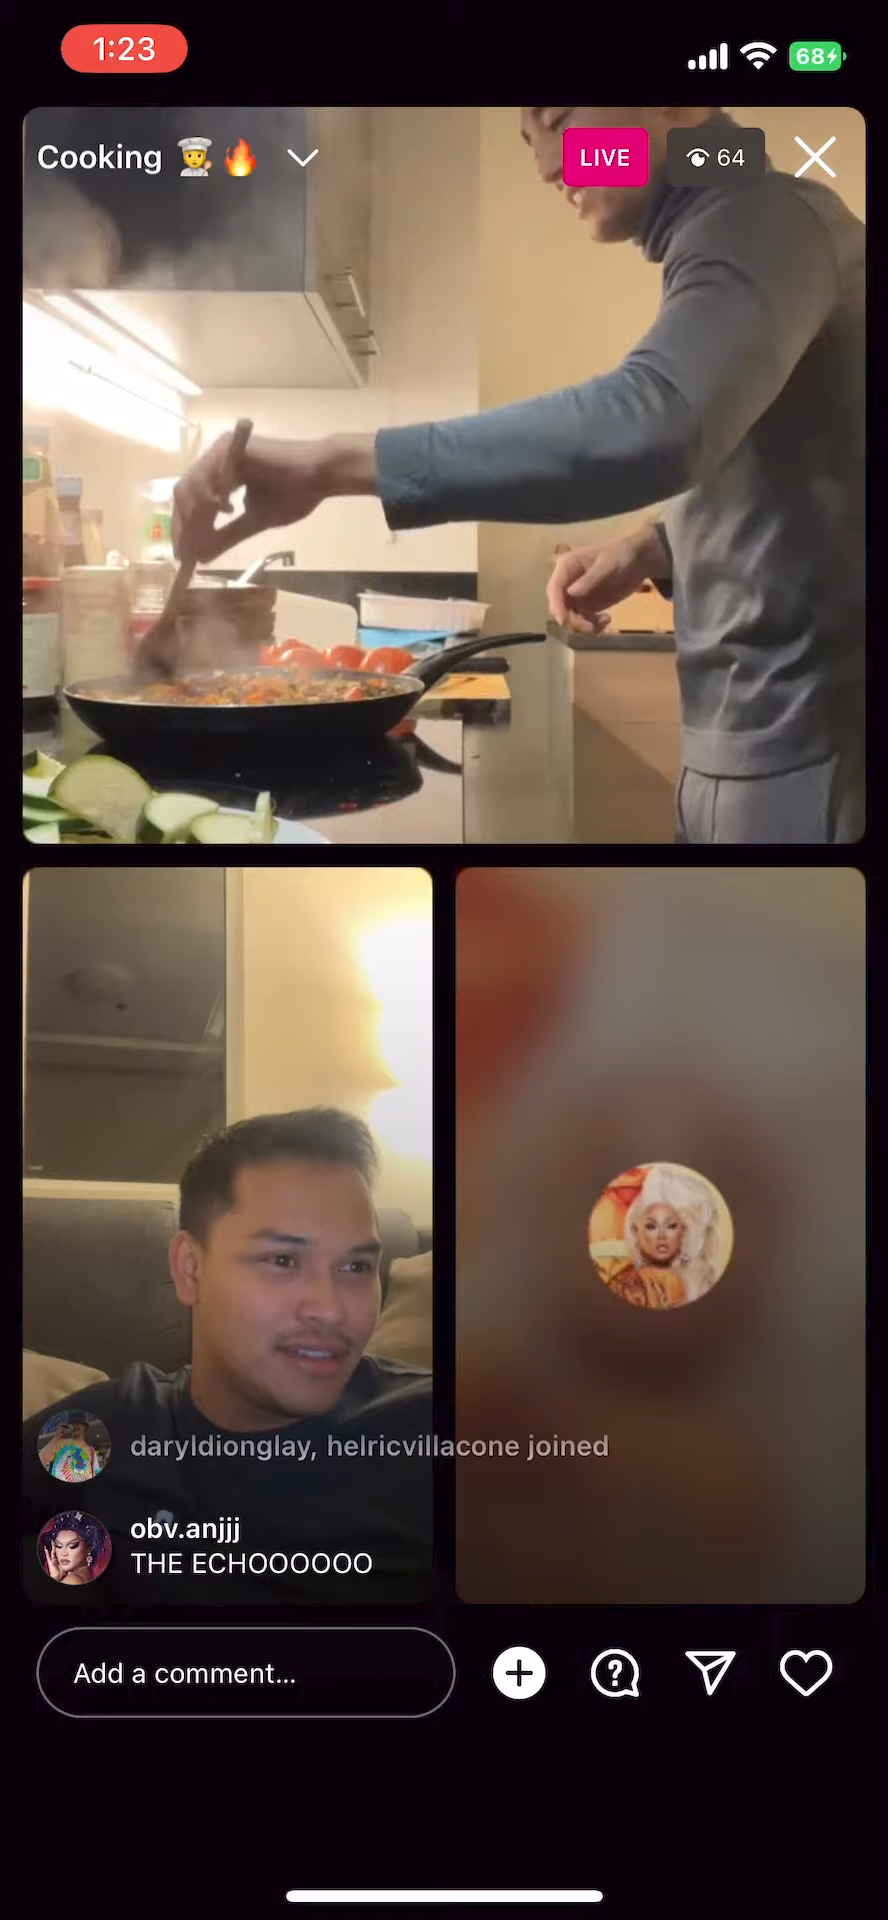 1:23
68
Cooking 👨‍🍳🔥
LIVE
64
daryldionglay, helricvillacone joined
obv.anjjj
THE ECHOOOOOO
Add a comment...